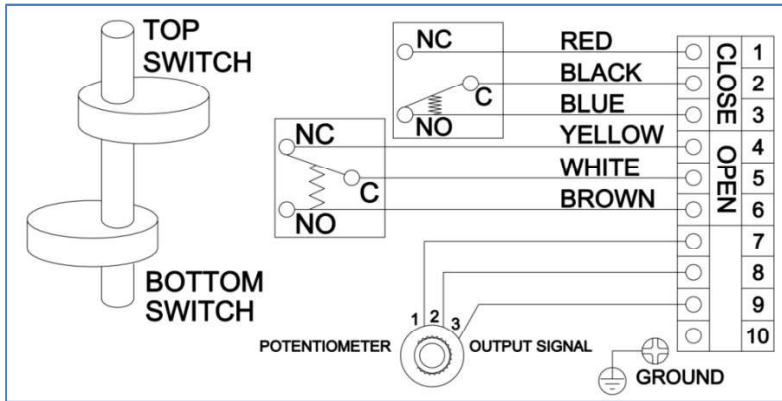 TOP
SWITCH
BOTTOM
SWITCH
NC
C
NO
NC
C
NO
RED
BLACK
BLUE
YELLOW
WHITE
BROWN
CLOSE
OPEN
1
2
3
4
5
6
7
8
9
10
1 2 3
POTENTIOMETER
OUTPUT SIGNAL
GROUND